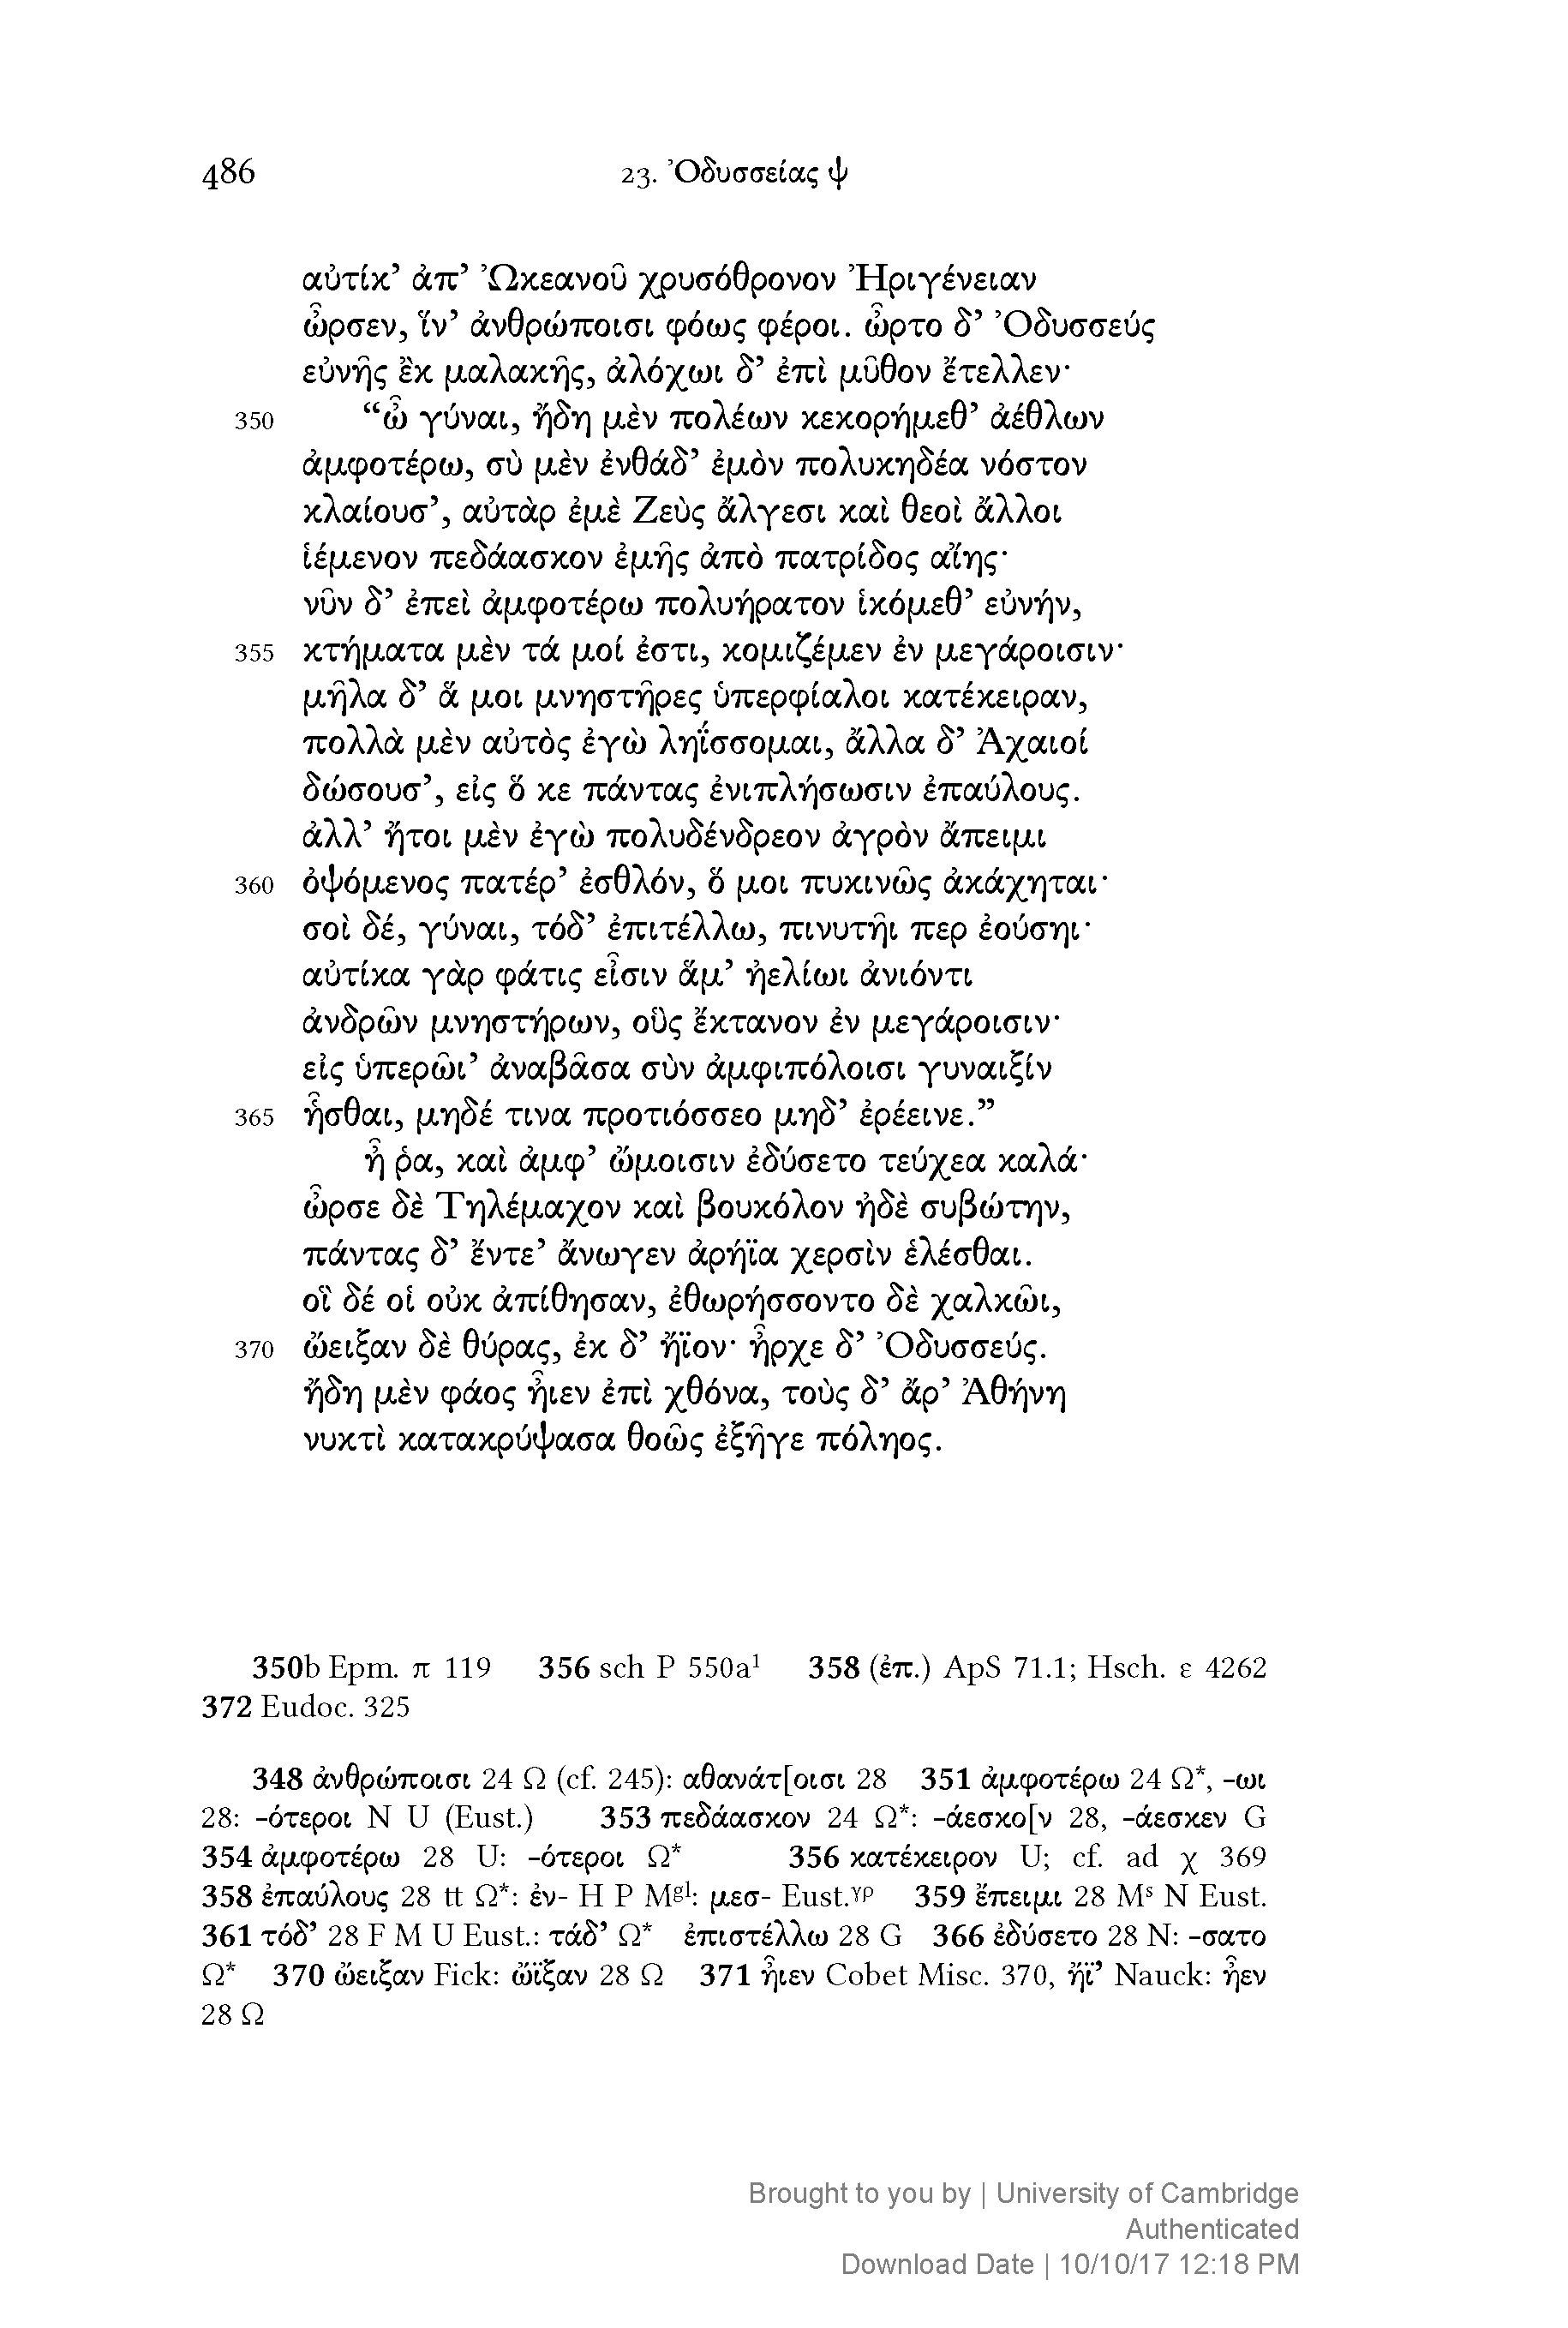 486
23. Ὀδυσσείας ψ
αὐτίκ’ ἀπ’ Ὠκεανοῦ χρυσόθρονον Ἠριγένειαν
ὦρσεν, ἵν’ ἀνθρώποισι φόως φέροι. ὦρτο δ’ Ὀδυσσεύς
εὐνῆς ἒκ μαλακῆς, ἀλόχωι δ’ ἐπὶ μῦθον ἔτελλεν·
350 “ὦ γύναι, ἤδη μὲν πολέων κεκορήμεθ’ ἀέθλων
ἀμφοτέρω, σὺ μὲν ἐνθάδ’ ἐμὸν πολυκηδέα νόστον
κλαίουσ’, αὐτὰρ ἐμὲ Ζεὺς ἄλγεσι καὶ θεοὶ ἄλλοι
ἱέμενον πεδάασκον ἐμῆς ἀπὸ πατρίδος αἴης·
νῦν δ’ ἐπεὶ ἀμφοτέρω πολυήρατον ἱκόμεθ’ εὐνήν,
355 κτήματα μὲν τά μοί ἐστι, κομιζέμεν ἐν μεγάροισιν·
μῆλα δ’ ἅ μοι μνηστῆρες ὑπερφίαλοι κατέκειραν,
πολλὰ μὲν αὐτὸς ἐγὼ ληΐσσομαι, ἄλλα δ’ Ἀχαιοί
δώσουσ’, εἰς ὅ κε πάντας ἐνιπλήσωσιν ἐπαύλους.
ἀλλ’ ἤτοι μὲν ἐγὼ πολυδένδρεον ἀγρὸν ἄπειμι
360 ὀψόμενος πατέρ’ ἐσθλόν, ὅ μοι πυκινῶς ἀκάχηται·
σοὶ δέ, γύναι, τόδ’ ἐπιτέλλω, πινυτῆι περ ἐούσηι·
αὐτίκα γὰρ φάτις εἶσιν ἅμ’ ἠελίωι ἀνιόντι
ἀνδρῶν μνηστήρων, οὓς ἔκτανον ἐν μεγάροισιν·
εἰς ὑπερῶι’ ἀναβᾶσα σὺν ἀμφιπόλοισι γυναιξίν
365 ἧσθαι, μηδέ τινα προτιόσσεο μηδ’ ἐρέεινε.”
ἦ ῥα, καὶ ἀμφ’ ὤμοισιν ἐδύσετο τεύχεα καλά·
ὦρσε δὲ Τηλέμαχον καὶ βουκόλον ἠδὲ συβώτην,
πάντας δ’ ἔντε’ ἄνωγεν ἀρήϊα χερσὶν ἑλέσθαι.
οἳ δέ οἱ οὐκ ἀπίθησαν, ἐθωρήσσοντο δὲ χαλκῶι,
370 ὤειξαν δὲ θύρας, ἐκ δ’ ἤϊον· ἦρχε δ’ Ὀδυσσεύς.
ἤδη μὲν φάος ἦιεν ἐπὶ χθόνα, τοὺς δ’ ἄρ’ Ἀθήνη
νυκτὶ κατακρύψασα θοῶς ἐξῆγε πόληος.
350b Epm. π 119 356 sch P 550a¹ 358 (ἐπ.) ApS 71.1; Hsch. ε 4262
372 Eudoc. 325
348 ἀνθρώποισι 24 Ω (cf. 245): αθανάτ[οισι 28 351 ἀμφοτέρω 24 Ω*, -ωι
28: -ότεροι N U (Eust.) 353 πεδάασκον 24 Ω*: -άεσκο[ν 28, -άεσκεν G
354 ἀμφοτέρω 28 U: -ότεροι Ω* 356 κατέκειρον U; cf. ad χ 369
358 ἐπαύλους 28 tt Ω*: ἐν- H P Mᵍˡ: μεσ- Eust.ᵞᵖ 359 ἔπειμι 28 Mˢ N Eust.
361 τόδ’ 28 F M U Eust.: τάδ’ Ω* ἐπιστέλλω 28 G 366 ἐδύσετο 28 N: -σατο
Ω* 370 ὤειξαν Fick: ὤϊξαν 28 Ω 371 ἦιεν Cobet Misc. 370, ἤϊ’ Nauck: ἦεν
28 Ω
Brought to you by | University of Cambridge
Authenticated
Download Date | 10/10/17 12:18 PM